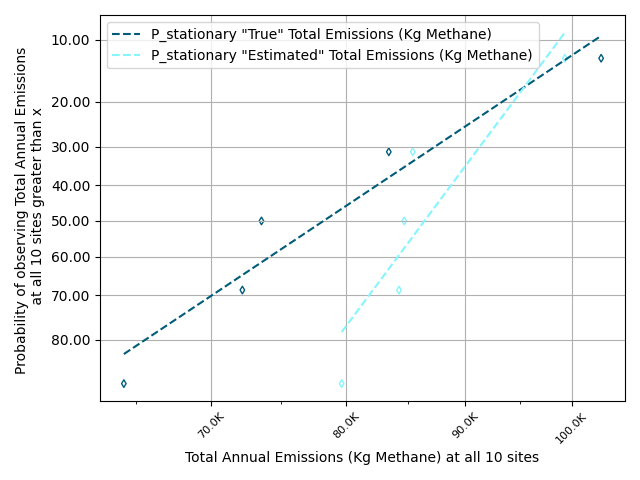 P_stationary "True" Total Emissions (Kg Methane)
P_stationary "Estimated" Total Emissions (Kg Methane)
10.00
20.00
30.00
40.00
50.00
60.00
70.00
80.00
Probability of observing Total Annual Emissions
at all 10 sites greater than x
70.0K
80.0K
90.0K
100.0K
Total Annual Emissions (Kg Methane) at all 10 sites